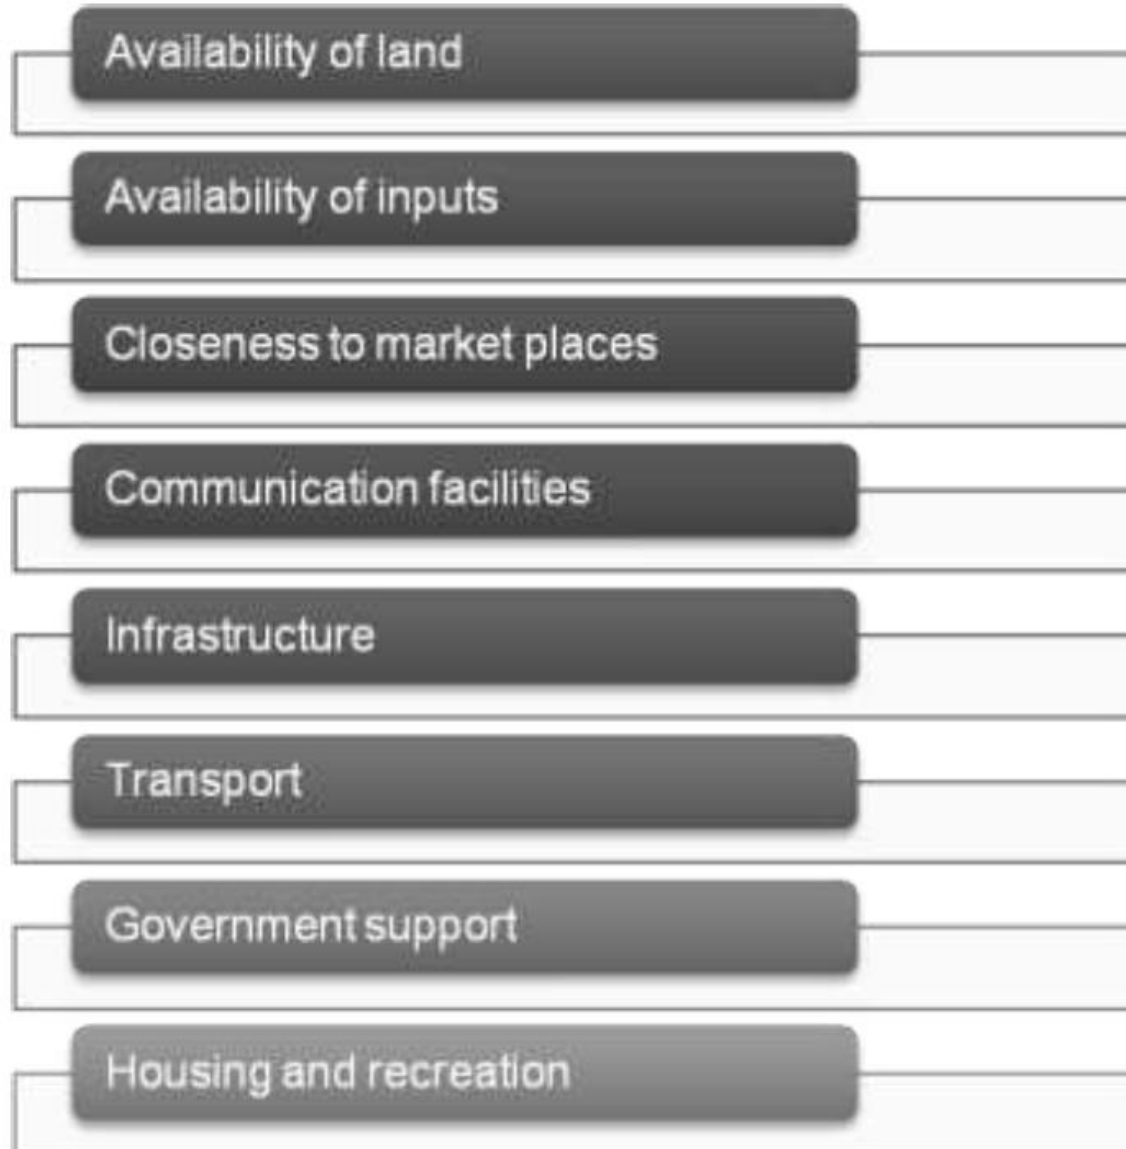 Availability of land
Availability of inputs
Closeness to market places
Communication facilities
Infrastructure
Transport
Government support
Housing and recreation